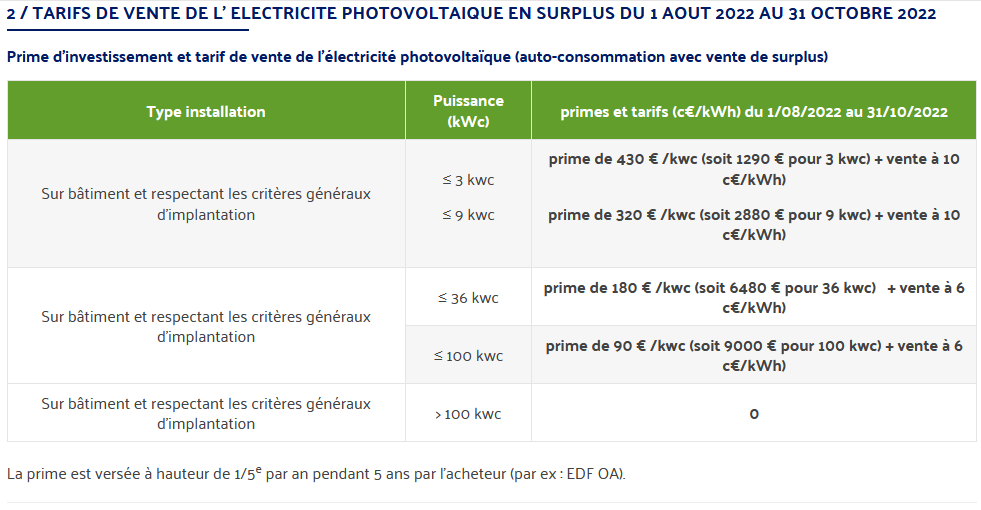 2 / TARIFS DE VENTE DE L' ELECTRICITE PHOTOVOLTAIQUE EN SURPLUS DU 1 AOUT 2022 AU 31 OCTOBRE 2022
Prime d'investissement et tarif de vente de l'électricité photovoltaïque (auto-consommation avec vente de surplus)
Type installation
Puissance
(kWc)
primes et tarifs (c€/kWh) du 1/08/2022 au 31/10/2022
Sur bâtiment et respectant les critères généraux
d'implantation
≤ 3 kwc
prime de 430 € /kwc (soit 1290 € pour 3 kwc) + vente à 10
c€/kWh)
≤ 9 kwc
prime de 320 € /kwc (soit 2880 € pour 9 kwc) + vente à 10
c€/kWh)
Sur bâtiment et respectant les critères généraux
d'implantation
≤ 36 kwc
prime de 180 € /kwc (soit 6480 € pour 36 kwc) + vente à 6
c€/kWh)
≤ 100 kwc
prime de 90 € /kwc (soit 9000 € pour 100 kwc) + vente à 6
c€/kWh)
Sur bâtiment et respectant les critères généraux
d'implantation
> 100 kwc
0
La prime est versée à hauteur de 1/5e par an pendant 5 ans par l'acheteur (par ex : EDF OA).